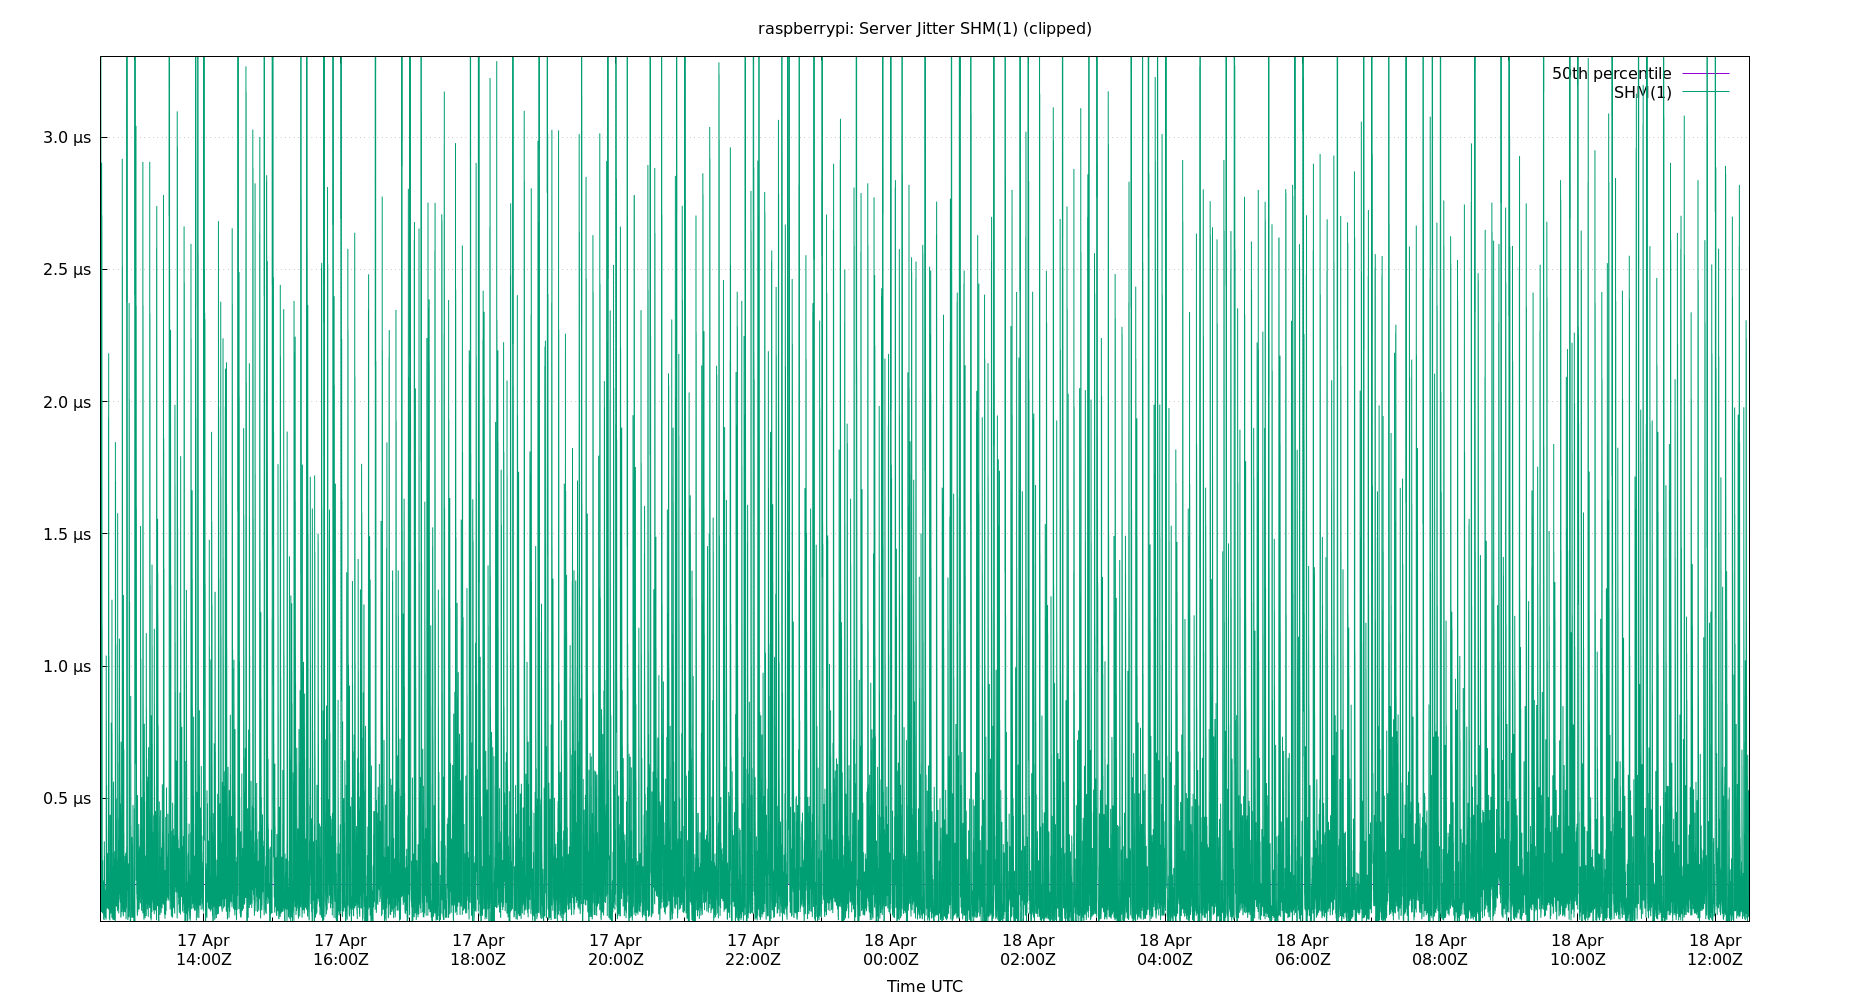 raspberrypi: Server Jitter SHM(1) (clipped)
50th percentile
SHM(1)
3.0 µs
2.5 µs
2.0 µs
1.5 µs
1.0 µs
0.5 µs
17 Apr 17 Apr 17 Apr 17 Apr 17 Apr 18 Apr 18 Apr 18 Apr 18 Apr 18 Apr 18 Apr 18 Apr
14:00Z 16:00Z 18:00Z 20:00Z 22:00Z 00:00Z 02:00Z 04:00Z 06:00Z 08:00Z 10:00Z 12:00Z
Time UTC